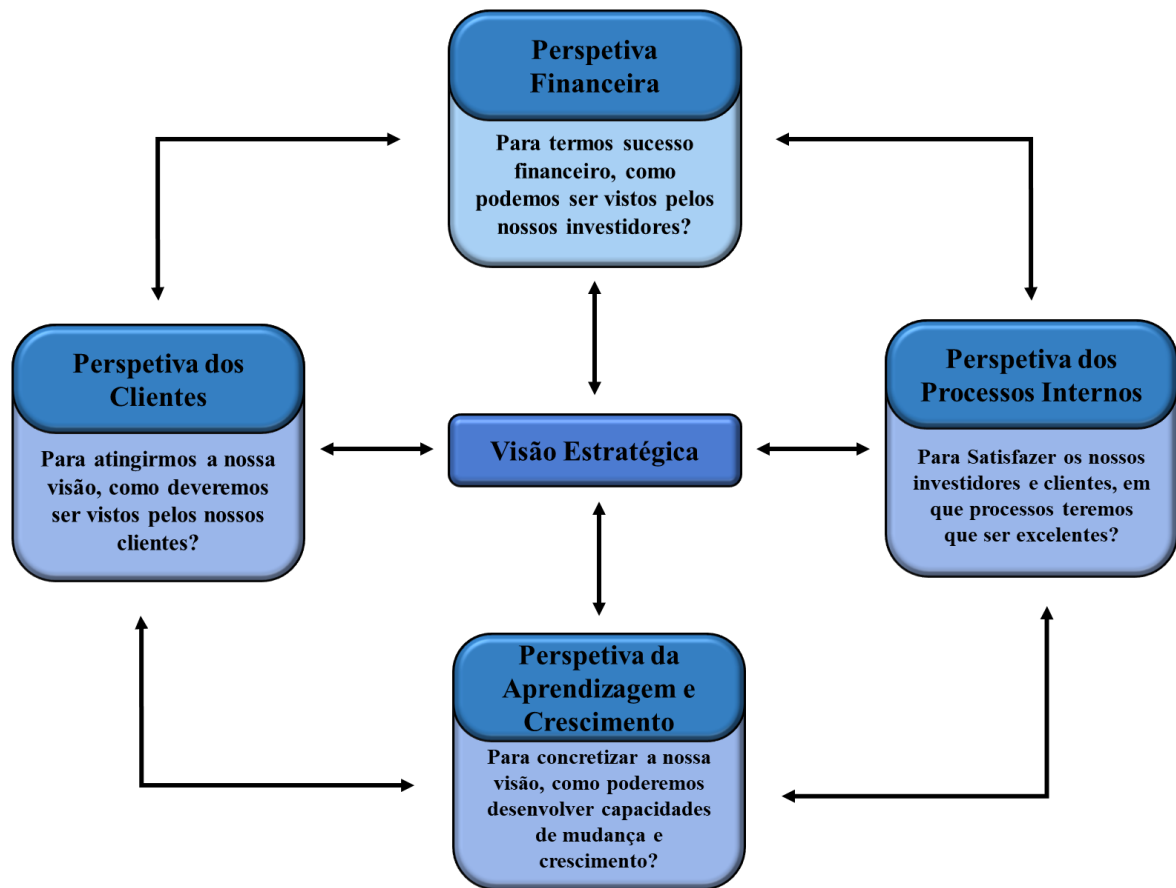 Perspetiva
Financeira
Para termos sucesso
financeiro, como
podemos ser vistos pelos
nossos investidores?
Perspetiva dos
Clientes
Para atingirmos a nossa
visão, como deveremos
ser vistos pelos nossos
clientes?
Visão Estratégica
Perspetiva dos
Processos Internos
Para Satisfazer os nossos
investidores e clientes, em
que processos teremos
que ser excelentes?
Perspetiva da
Aprendizagem e
Crescimento
Para concretizar a nossa
visão, como poderemos
desenvolver capacidades
de mudança e
crescimento?